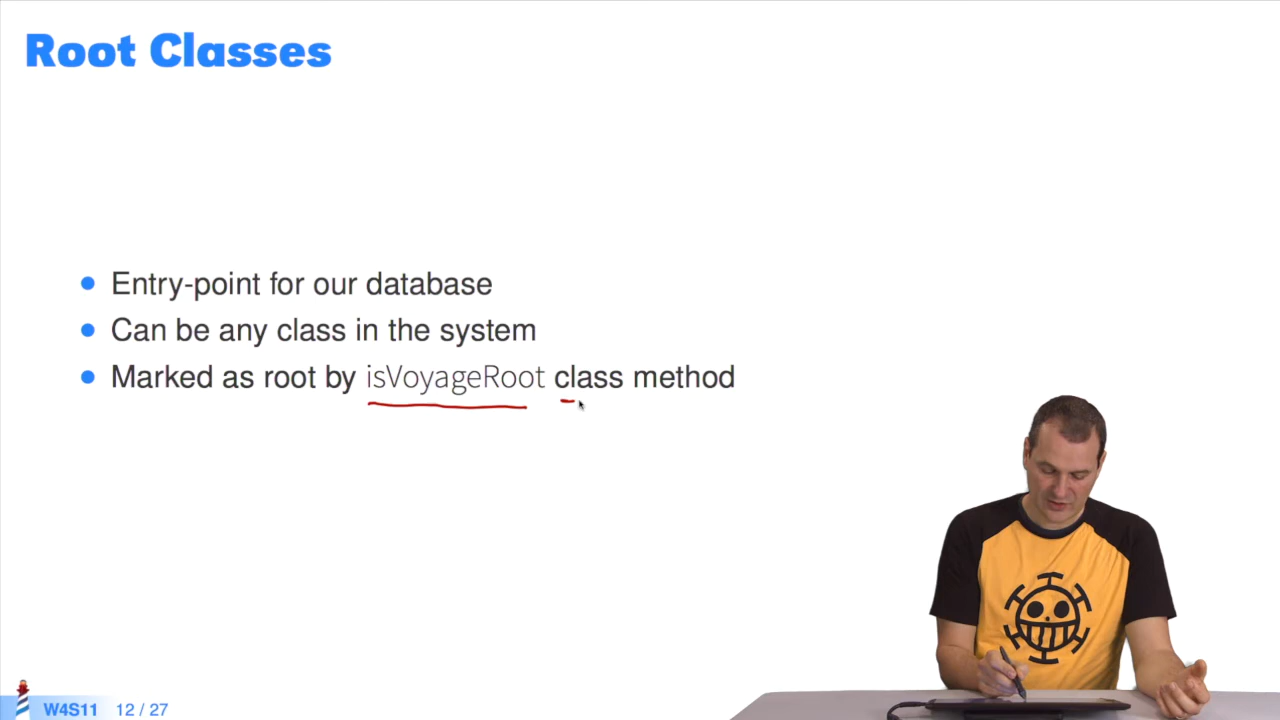 Root Classes
Entry-point for our database
Can be any class in the system
Marked as root by isVoyageRoot class method
W4S11 12 / 27